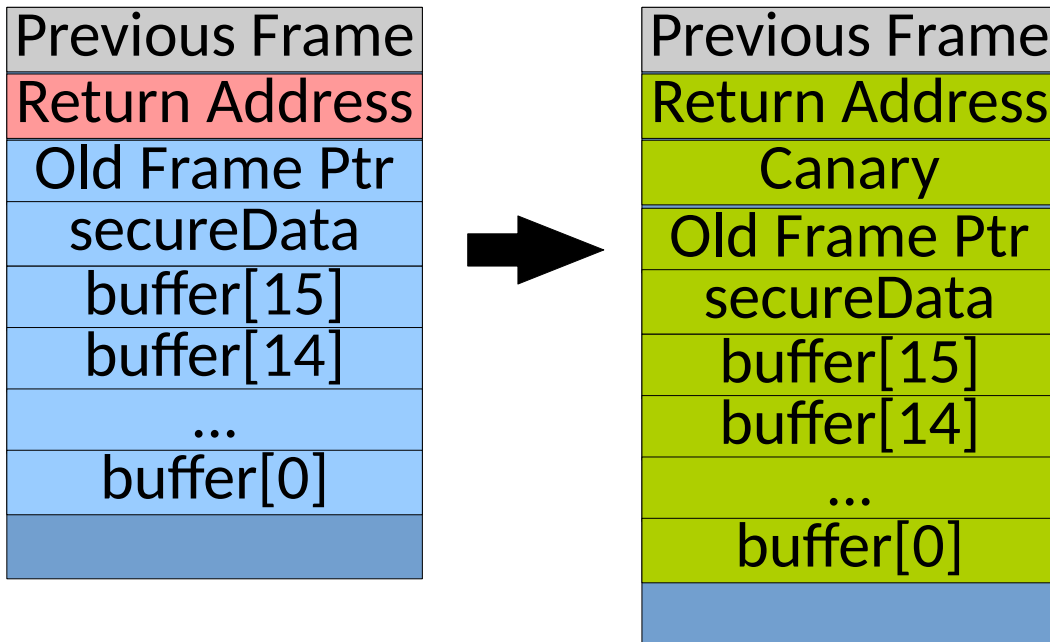 Previous Frame
Return Address
Old Frame Ptr
secureData
buffer[15]
buffer[14]
...
buffer[0]
Previous Frame
Return Address
Canary
Old Frame Ptr
secureData
buffer[15]
buffer[14]
...
buffer[0]